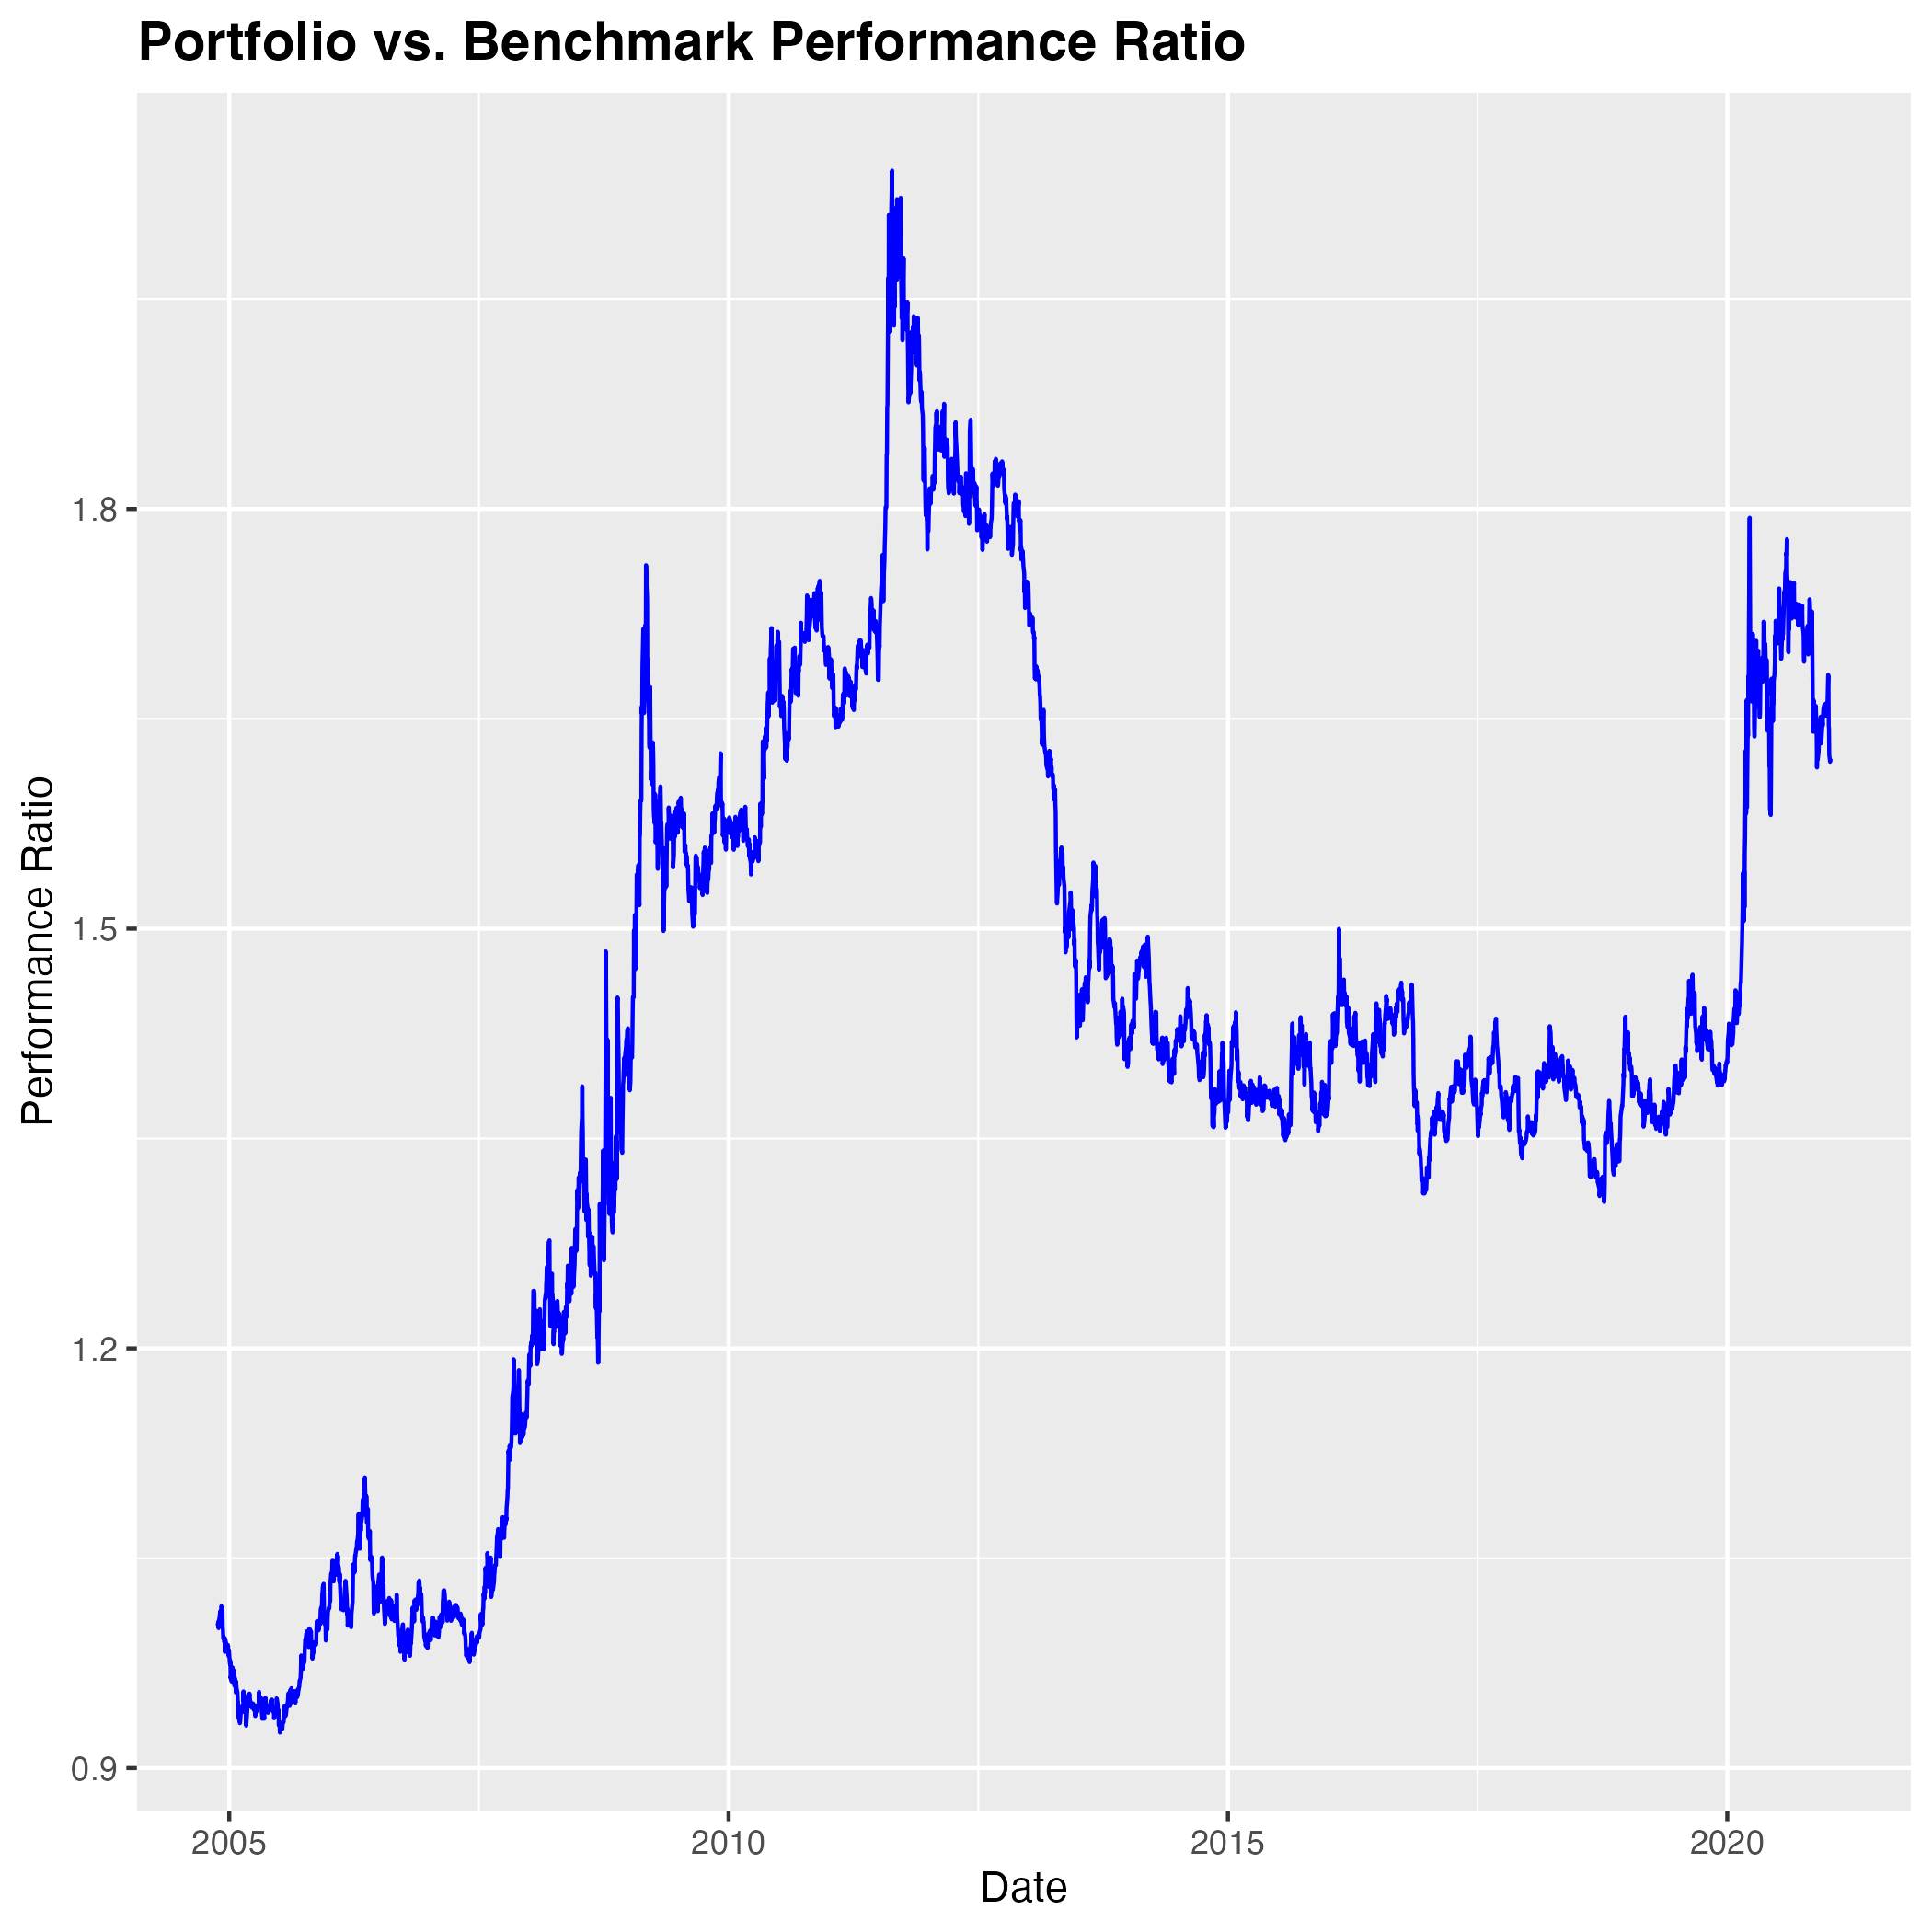 Portfolio vs. Benchmark Performance Ratio
Performance Ratio
1.8
1.5
1.2
0.9
2005
2010
2015
2020
Date